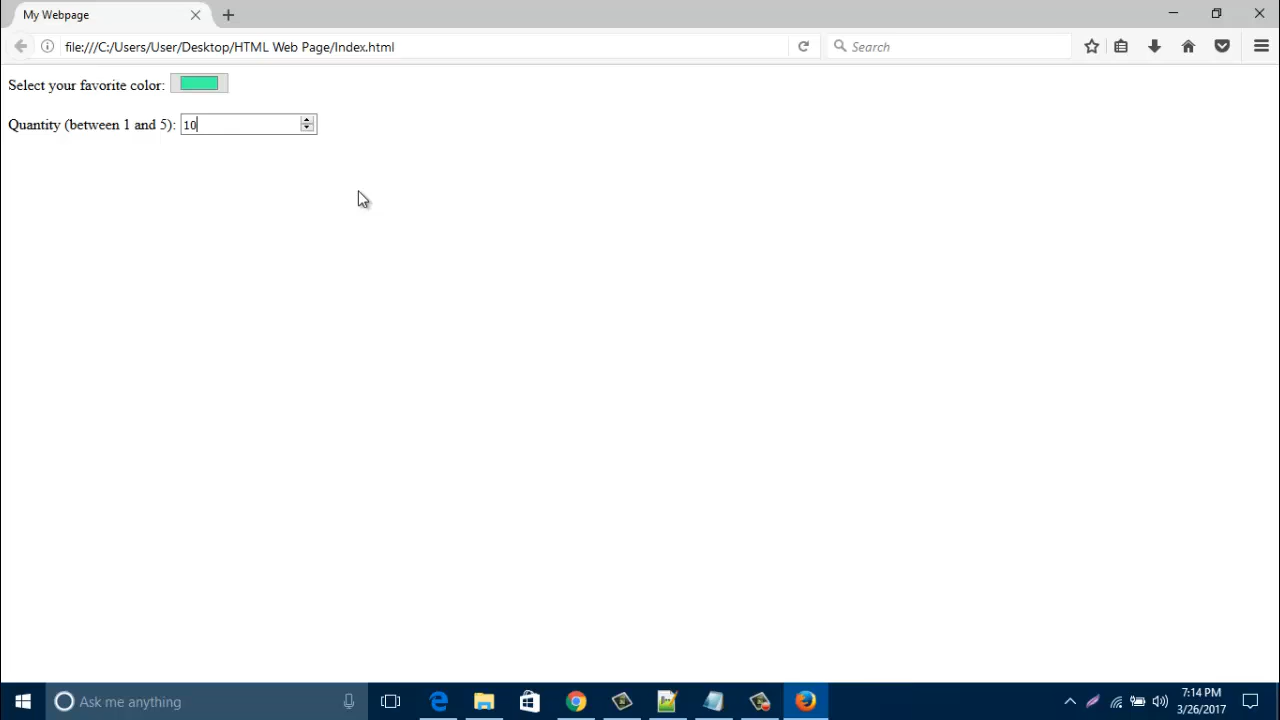 My Webpage
file:///C:/Users/User/Desktop/HTML Web Page/Index.html
Search
Select your favorite color:
Quantity (between 1 and 5): 10
Ask me anything
7:14 PM
3/26/2017